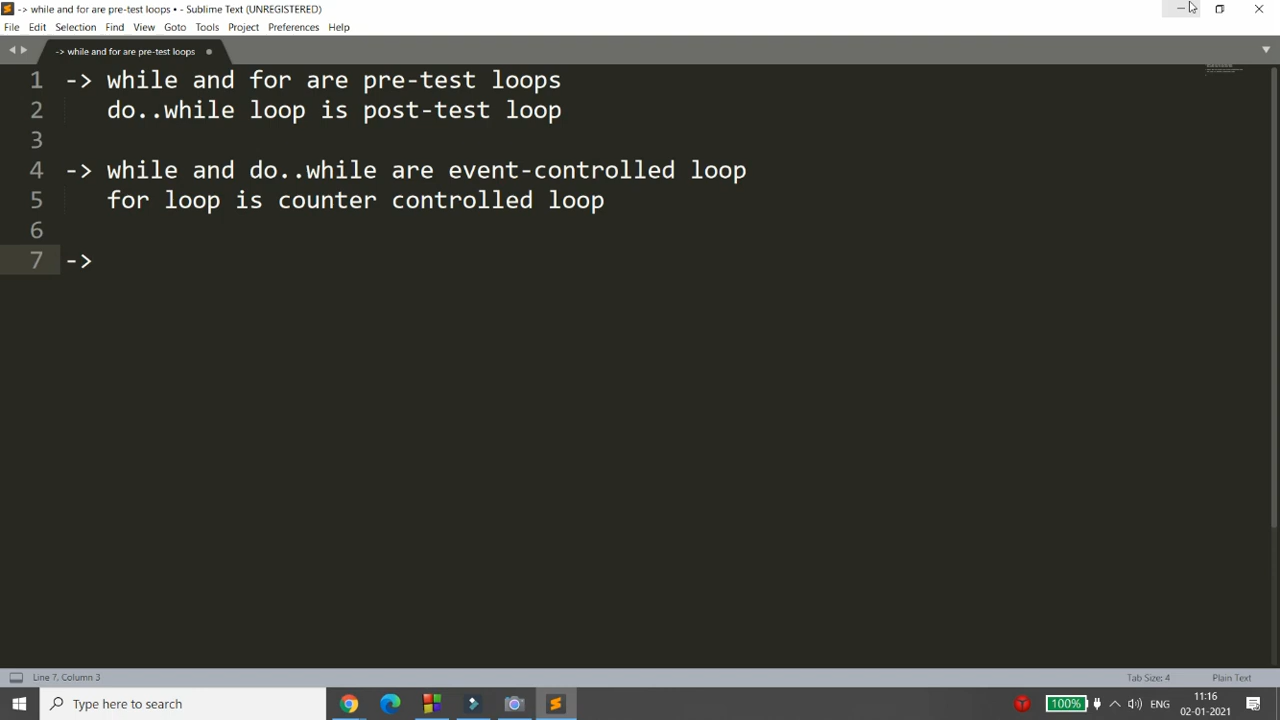 -> while and for are pre-test loops • - Sublime Text (UNREGISTERED)
File Edit Selection Find View Goto Tools Project Preferences Help
-> while and for are pre-test loops
1 -> while and for are pre-test loops
2 do..while loop is post-test loop
3
4 -> while and do..while are event-controlled loop
5 for loop is counter controlled loop
6
7 ->
Line 7, Column 3 Tab Size: 4 Plain Text
Type here to search 100% ENG 11:16
02-01-2021